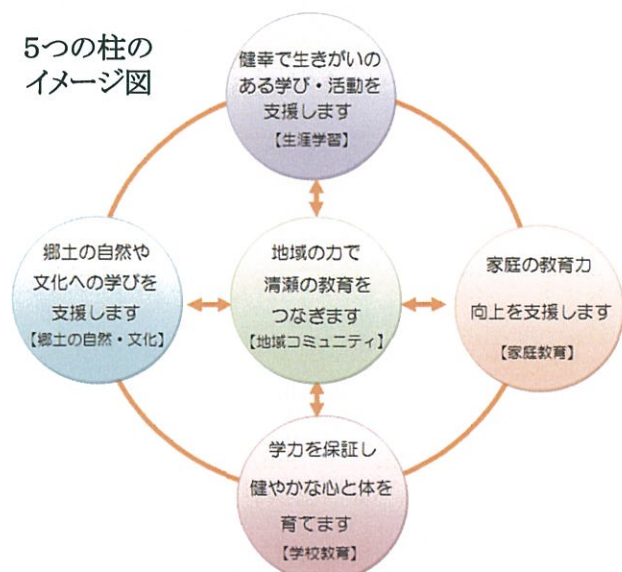 5つの柱の
イメージ図
健幸で生きがいの
ある学び・活動を
支援します
【生涯学習】
郷土の自然や
文化への学びを
支援します
【郷土の自然・文化】
地域の力で
清瀬の教育を
つなぎます
【地域コミュニティ】
家庭の教育力
向上を支援します
【家庭教育】
学力を保証し
健やかな心と体を
育てます
【学校教育】